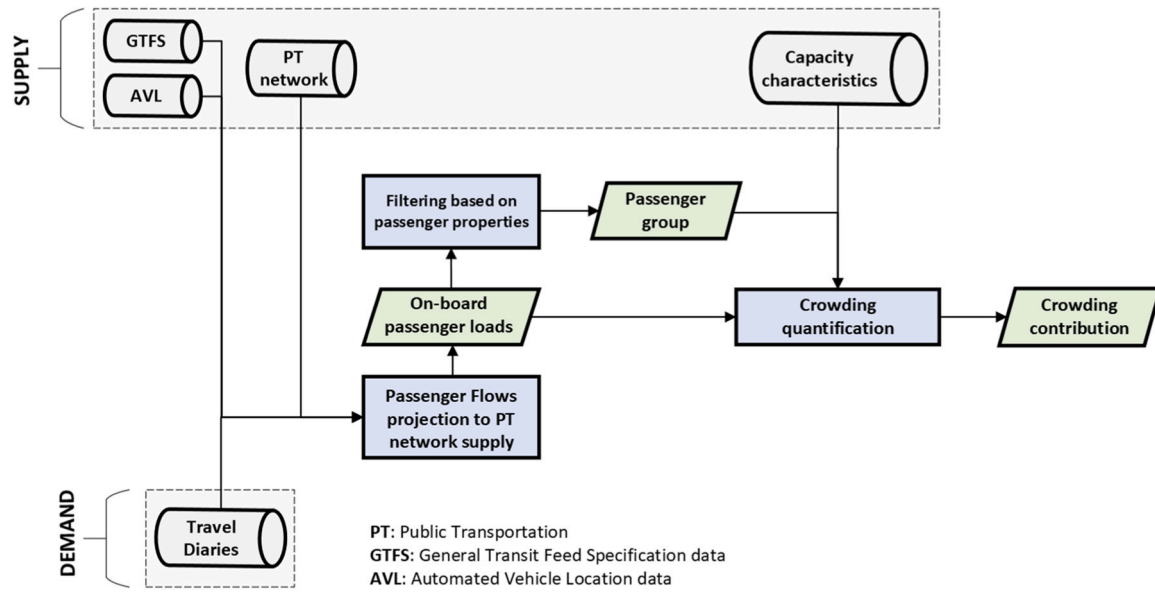 SUPPLY
GTFS
AVL
PT
network
Capacity
characteristics
Filtering based on
passenger properties
Passenger
group
On-board
passenger loads
Crowding
quantification
Crowding
contribution
Passenger Flows
projection to PT
network supply
DEMAND
Travel
Diaries
PT: Public Transportation
GTFS: General Transit Feed Specification data
AVL: Automated Vehicle Location data